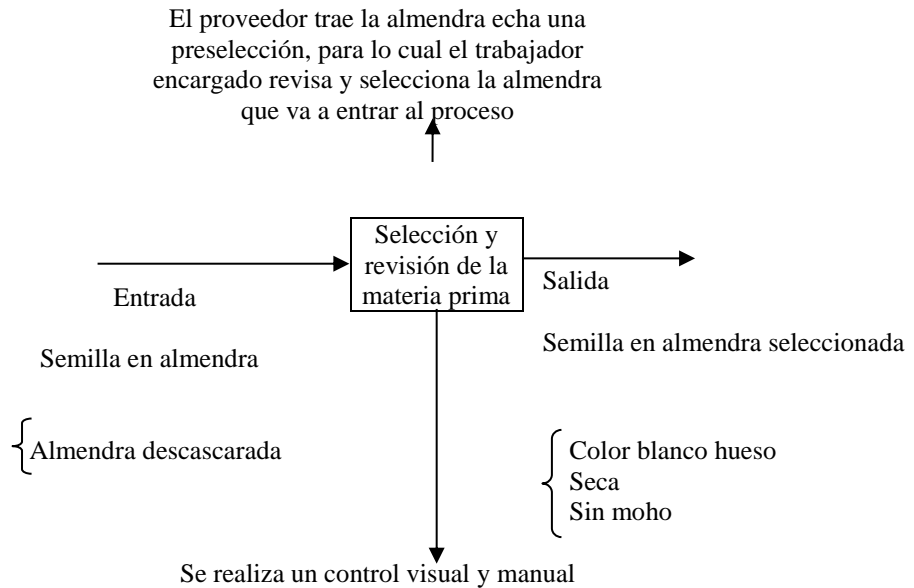 El proveedor trae la almendra echa una
preselección, para lo cual el trabajador
encargado revisa y selecciona la almendra
que va a entrar al proceso
Selección y
revisión de la
materia prima
Entrada
Salida
Semilla en almendra
Semilla en almendra seleccionada
Almendra descascarada
Color blanco hueso
Seca
Sin moho
Se realiza un control visual y manual